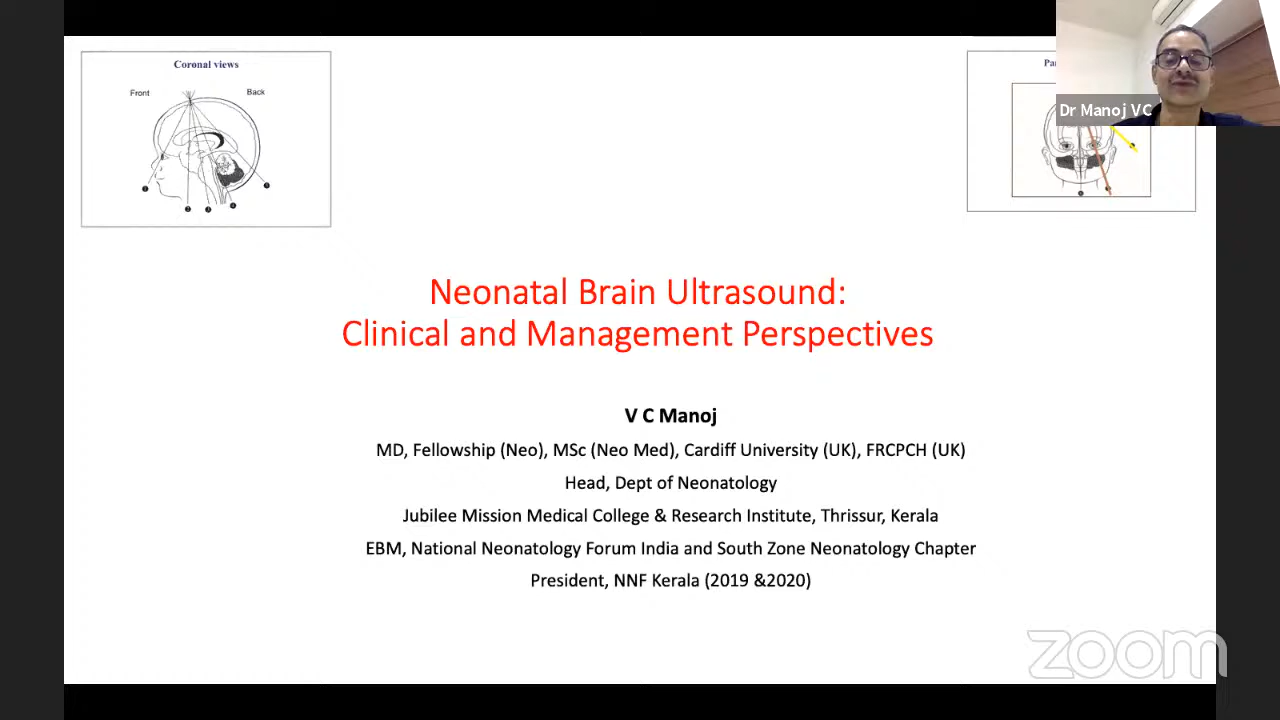 Coronal views
Front
Back
Dr Manoj VC
Neonatal Brain Ultrasound:
Clinical and Management Perspectives
V C Manoj
MD, Fellowship (Neo), MSc (Neo Med), Cardiff University (UK), FRCPCH (UK)
Head, Dept of Neonatology
Jubilee Mission Medical College & Research Institute, Thrissur, Kerala
EBM, National Neonatology Forum India and South Zone Neonatology Chapter
President, NNF Kerala (2019 &2020)
zoom